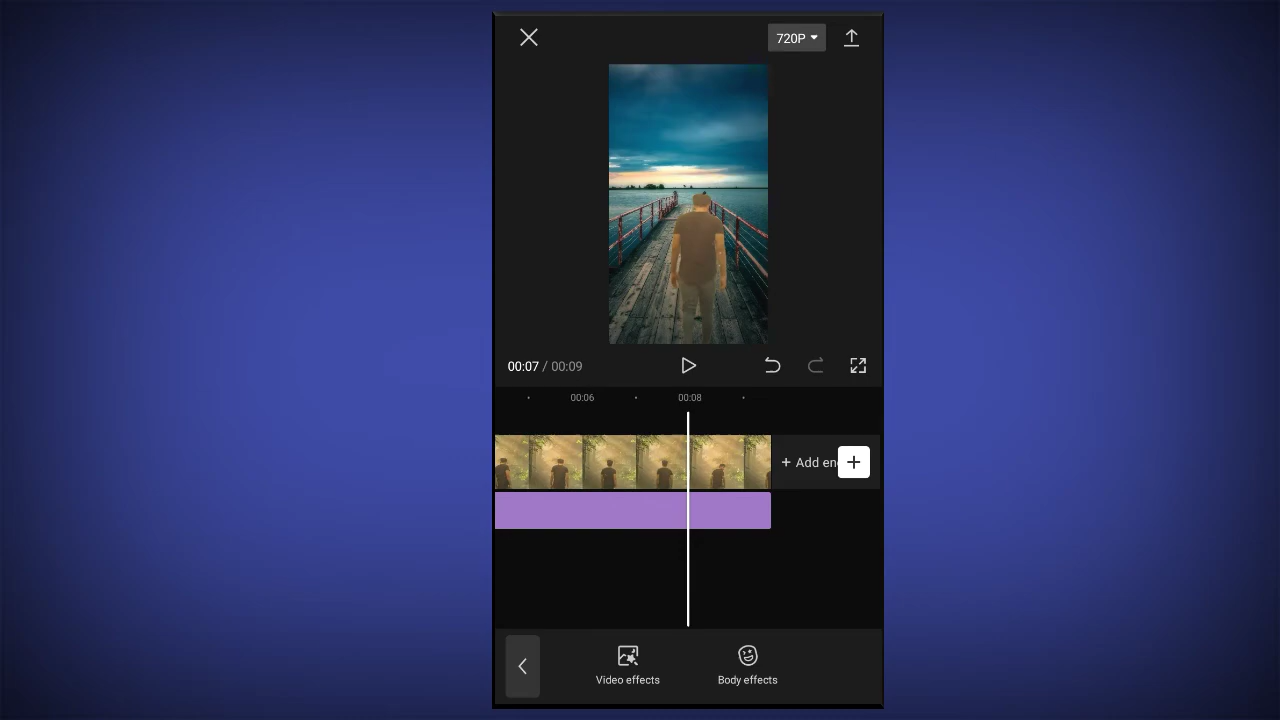 720P
00:07 / 00:09
00:06
00:08
+ Add en
Video effects
Body effects